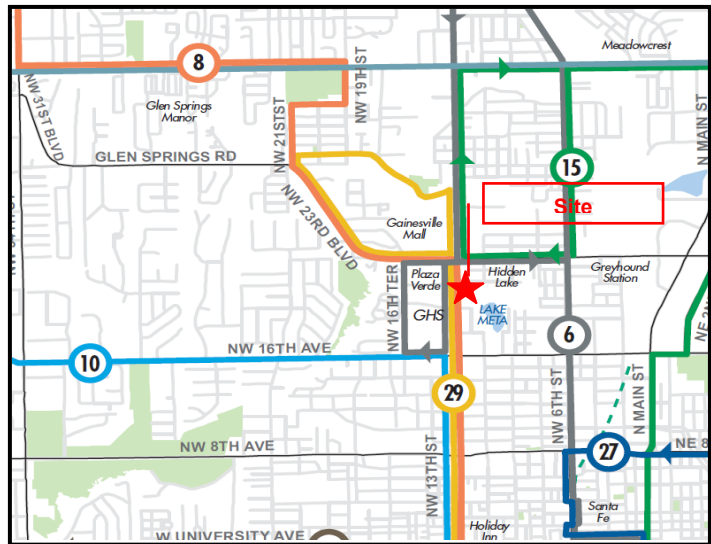 8
Meadowcrest
NW 19TH ST
Glen Springs
Manor
NW 31ST BLVD
NW 21ST ST
N MAIN ST
GLEN SPRINGS RD
15
Site
NW 23RD BLVD
Gainesville
Mall
Plaza
Verde
Hidden
Lake
Greyhound
Station
NW 16TH TER
GHS
LAKE
META
6
NW 16TH AVE
10
29
NW 6TH ST
N MAIN ST
NW 13TH ST
NW 8TH AVE
27
NE 8
Santa
Fe
W UNIVERSITY AVE
Holiday
Inn